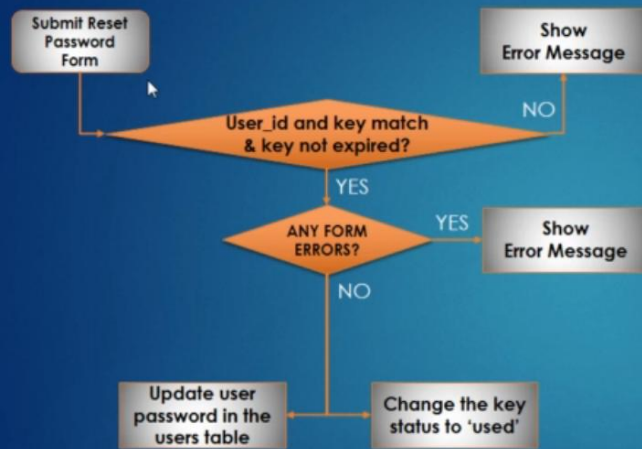 Submit Reset
Password
Form
Show
Error Message
NO
User_id and key match
& key not expired?
YES
ANY FORM
ERRORS?
YES
Show
Error Message
NO
Update user
password in the
users table
Change the key
status to ‘used’